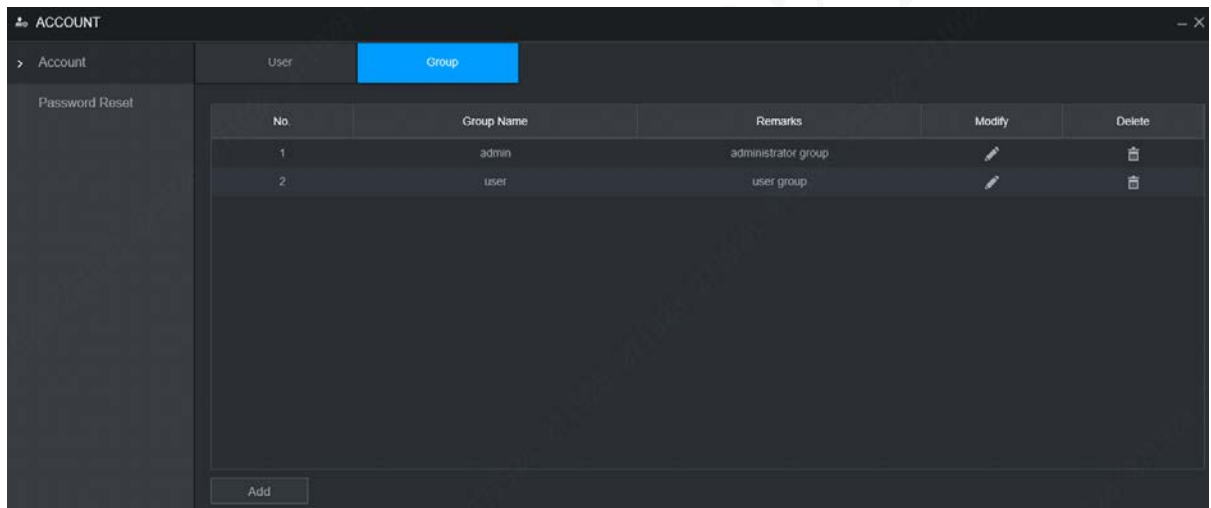 ACCOUNT
Account
Password Reset
User Group
No. Group Name Remarks Modify Delete
1 admin administrator group
2 user user group
Add